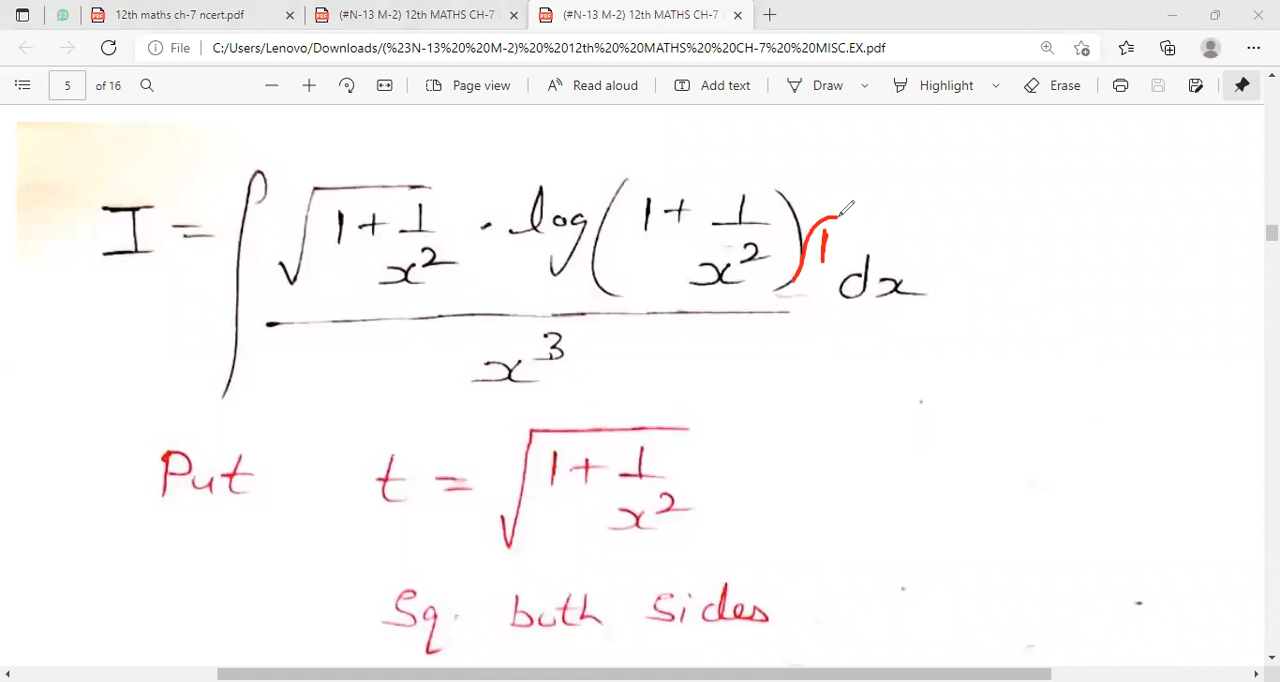 12th maths ch-7 ncert.pdf
(#N-13 M-2) 12th MATHS CH-7
(#N-13 M-2) 12th MATHS CH-7
File
C:/Users/Lenovo/Downloads/(%23N-13%20%20M-2)%20%2012th%20%20MATHS%20%20CH-7%20%20MISC.EX.pdf
5 of 16
Page view
Read aloud
Add text
Draw
Highlight
Erase
I = ∫ √(1 + 1/x²) · log(1 + 1/x²) / x³ dx
Put t = √(1 + 1/x²)
Sq. both sides